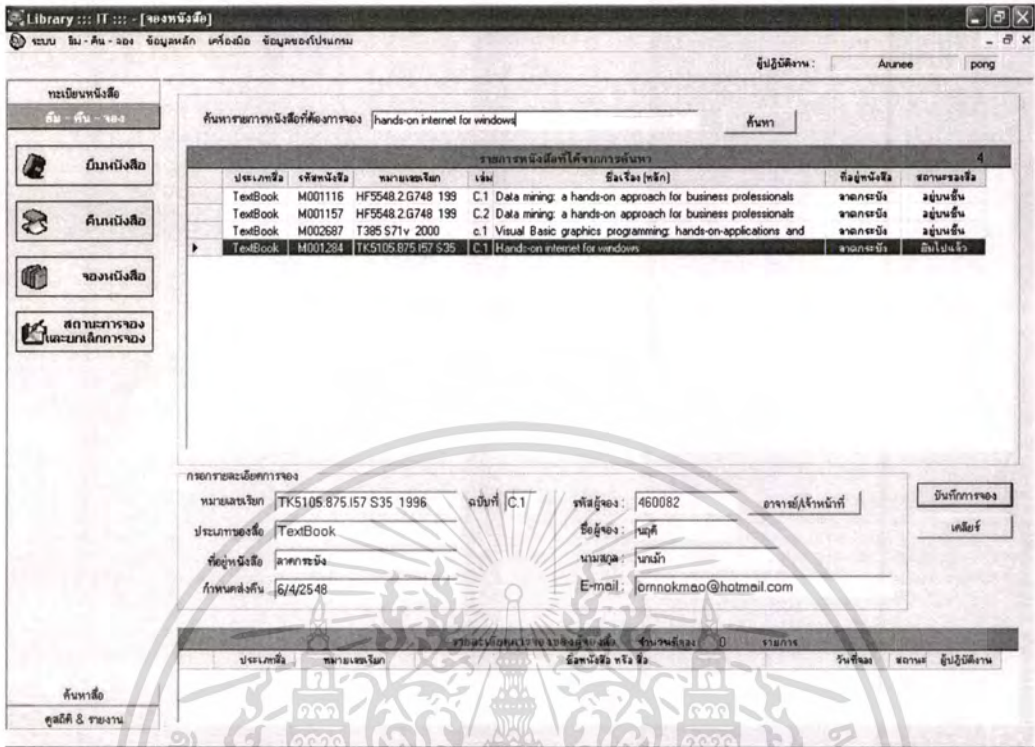 Library ::: IT ::: - [จองหนังสือ]
ระบบ ยืม - คืน - จอง ข้อมูลหลัก เครื่องมือ ข้อมูลของโปรแกรม
ผู้ปฏิบัติงาน : Arunee pong
ทะเบียนหนังสือ
ยืม - คืน - จอง
ยืมหนังสือ
คืนหนังสือ
จองหนังสือ
สถานะการจอง
และยกเลิกการจอง
ค้นหาสื่อ
ดูสถิติ & รายงาน
ค้นหารายการหนังสือที่ต้องการจอง hands-on internet for windows ค้นหา
รายการหนังสือที่ได้จากการค้นหา 4
ประเภทสื่อ รหัสหนังสือ หมายเลขเรียก เล่ม ชื่อเรื่อง (หลัก) ที่อยู่หนังสือ สถานะของสื่อ
TextBook M001116 HF5548.2.G748 199 C.1 Data mining: a hands-on approach for business professionals ลาดกระบัง อยู่บนชั้น
TextBook M001157 HF5548.2.G748 199 C.2 Data mining: a hands-on approach for business professionals ลาดกระบัง อยู่บนชั้น
TextBook M002687 T385 S71v 2000 c.1 Visual Basic graphics programming: hands-on-applications and ลาดกระบัง อยู่บนชั้น
TextBook M001284 TK5105.875.I57 S35 C.1 Hands-on internet for windows ลาดกระบัง ยืมไปแล้ว
กรอกรายละเอียดการจอง
หมายเลขเรียก TK5105.875.I57 S35 1996 ฉบับที่ C.1 รหัสผู้จอง : 460082 อาจารย์/เจ้าหน้าที่ บันทึกการจอง
ประเภทของสื่อ TextBook ชื่อผู้จอง : นฤดี เคลียร์
ที่อยู่หนังสือ ลาดกระบัง นามสกุล : นกเม้า
กำหนดส่งคืน 6/4/2548 E-mail : omnokmao@hotmail.com
รายละเอียดการจองของผู้จองสื่อ จำนวนที่จอง 0 รายการ
ประเภทสื่อ หมายเลขเรียก ชื่อหนังสือ หรือ สื่อ วันที่จอง สถานะ ผู้ปฏิบัติงาน